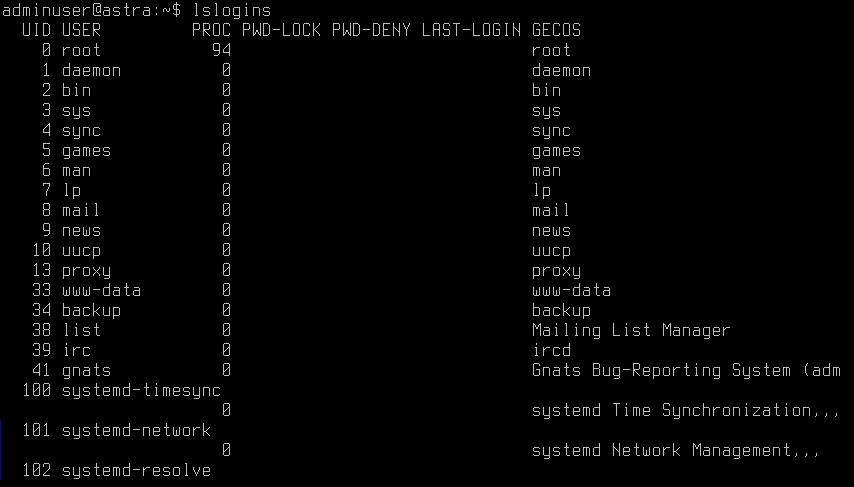 adminuser@astra:~$ lslogins
  UID USER         PROC PWD-LOCK PWD-DENY LAST-LOGIN GECOS
    0 root           94                              root
    1 daemon          0                              daemon
    2 bin             0                              bin
    3 sys             0                              sys
    4 sync            0                              sync
    5 games           0                              games
    6 man             0                              man
    7 lp              0                              lp
    8 mail            0                              mail
    9 news            0                              news
   10 uucp            0                              uucp
   13 proxy           0                              proxy
   33 www-data        0                              www-data
   34 backup          0                              backup
   38 list            0                              Mailing List Manager
   39 irc             0                              ircd
   41 gnats           0                              Gnats Bug-Reporting System (adm
  100 systemd-timesync
                      0                              systemd Time Synchronization,,,
  101 systemd-network
                      0                              systemd Network Management,,,
  102 systemd-resolve